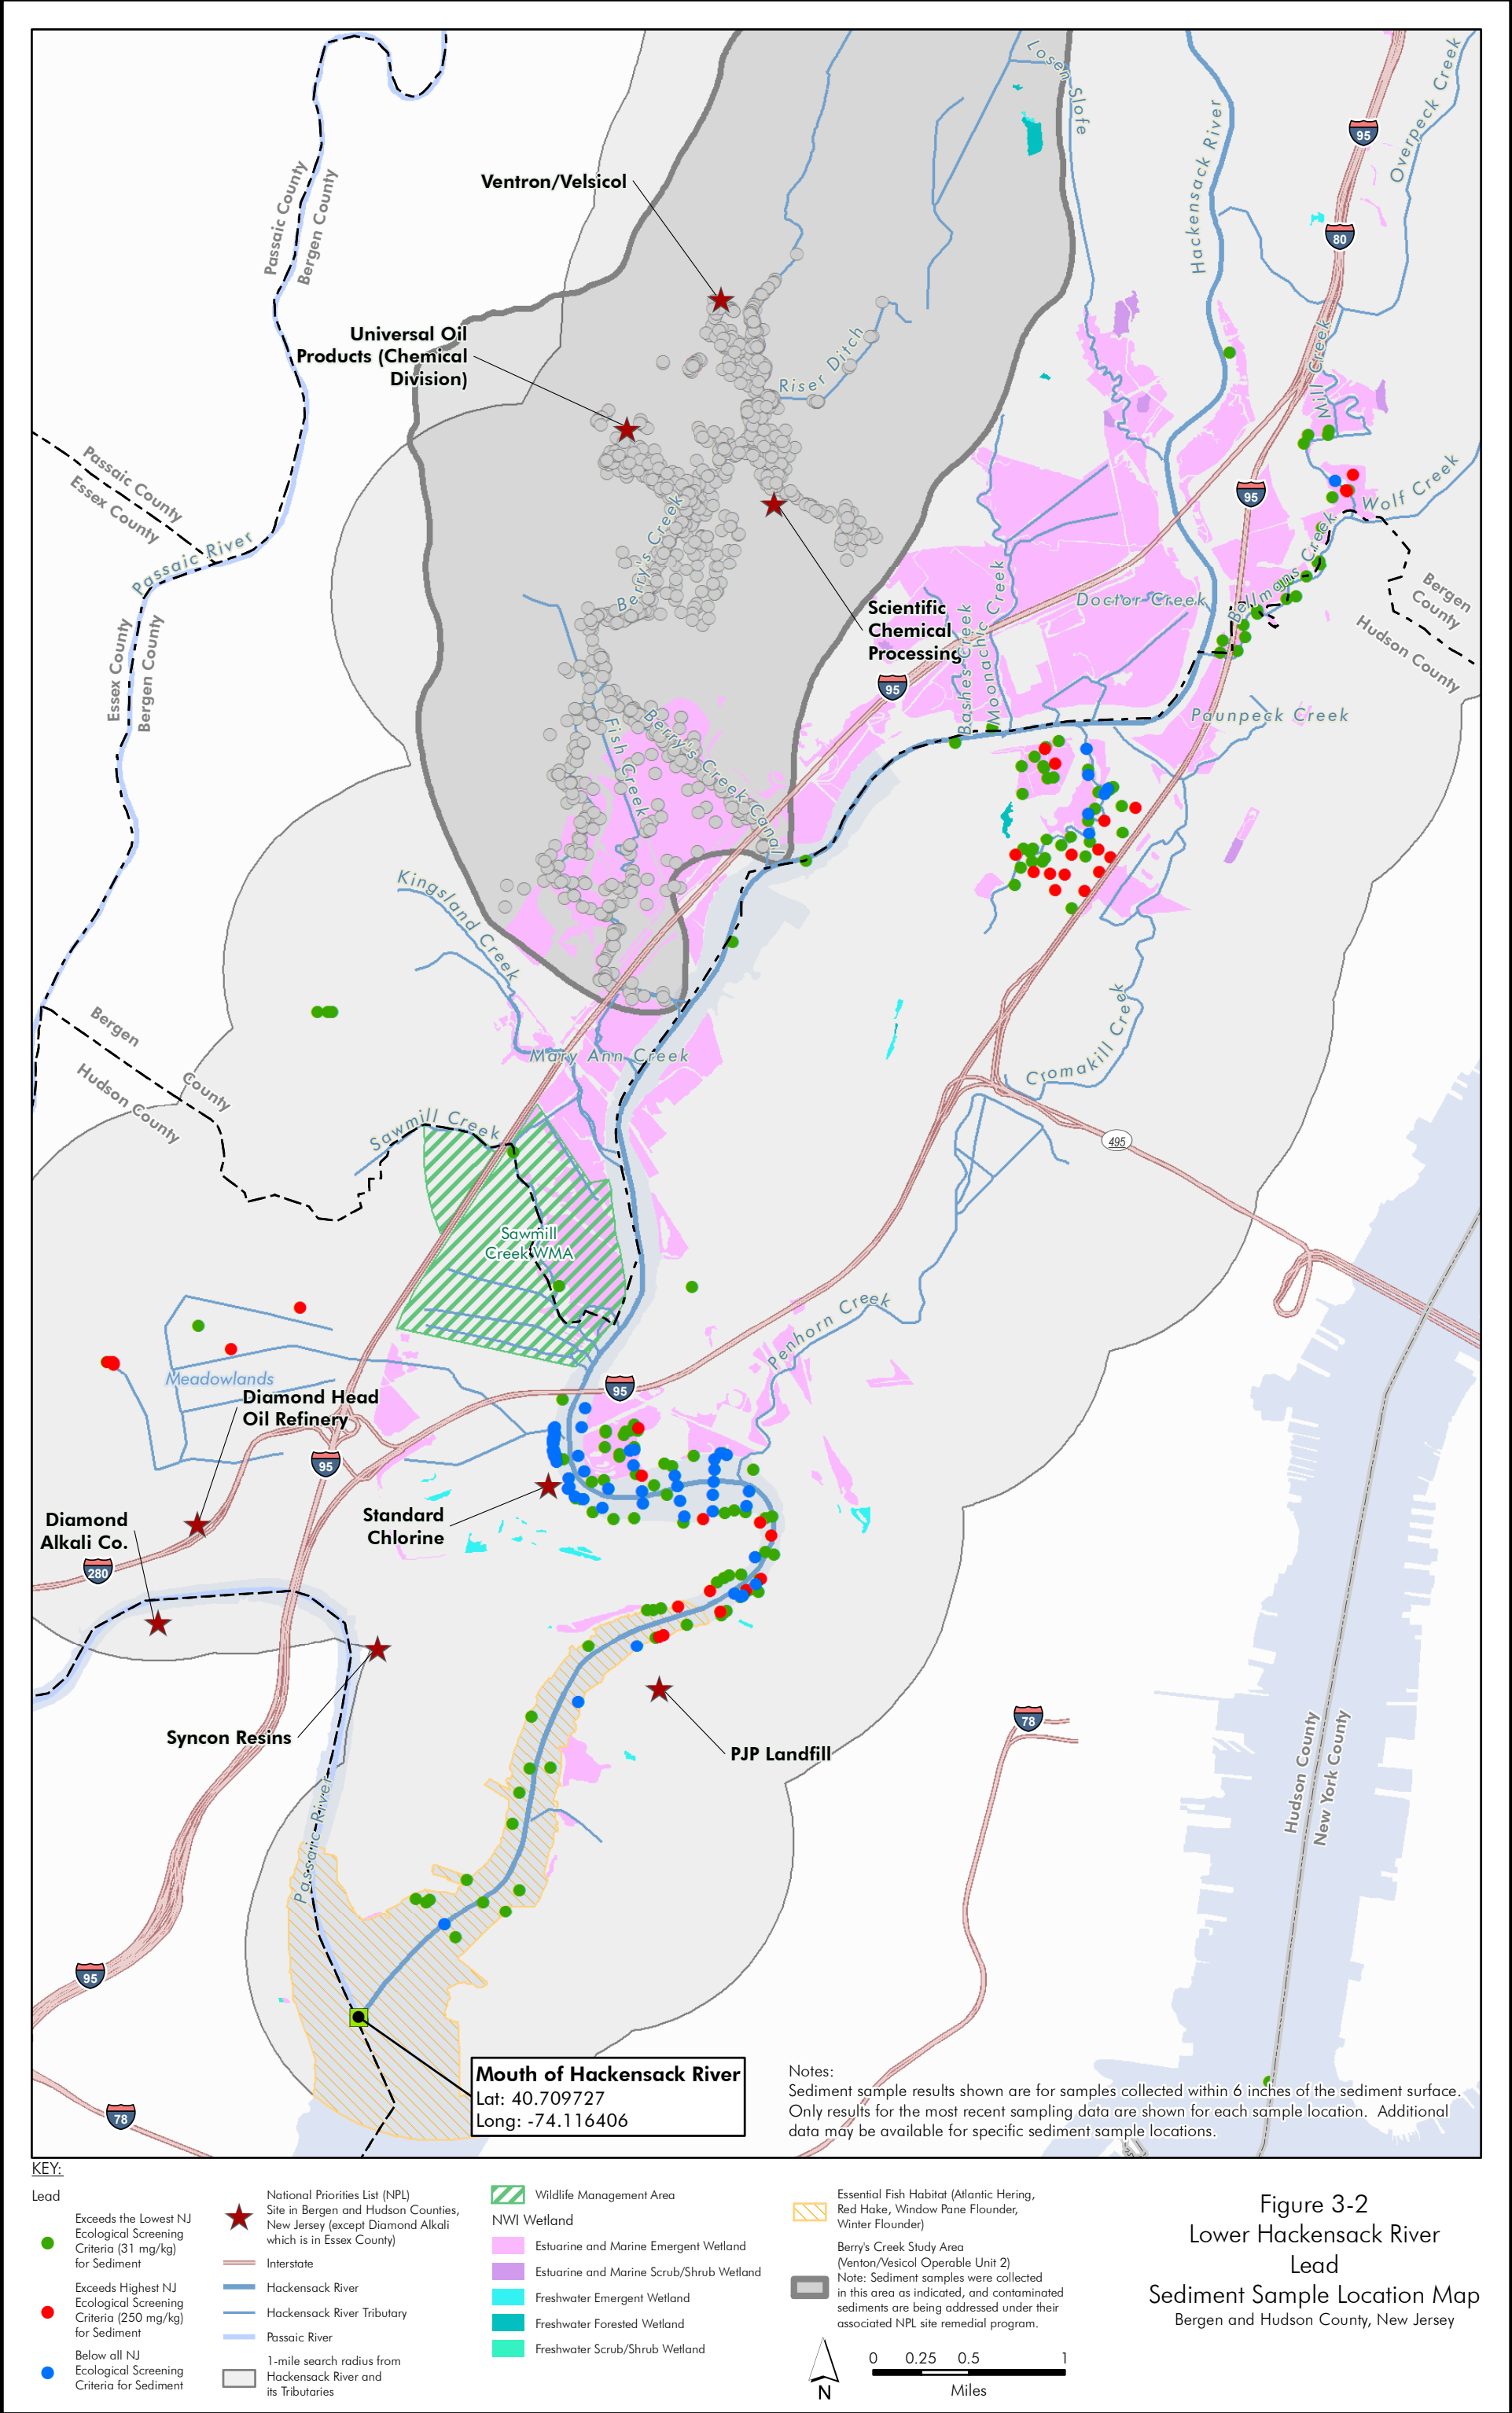 Losen Slote
Hackensack River
95
Overpeck Creek
80
Ventron/Velsicol
Passaic County
Bergen County
Universal Oil
Products (Chemical
Division)
Riser Ditch
Mill Creek
Passaic County
Essex County
95
Wolf Creek
Passaic River
Berry's Creek
Bellmans Creek
Bergen
County
Hudson County
Scientific
Chemical
Processing
Doctor Creek
Essex County
Bergen County
Bashes Creek
Moonachie Creek
95
Paunpeck Creek
Fish Creek
Berry's Creek Canal
Kingsland Creek
Bergen
County
Hudson County
Mary Ann Creek
Cromakill Creek
Sawmill Creek
495
Sawmill
Creek WMA
Penhorn Creek
Meadowlands
95
Diamond Head
Oil Refinery
95
Standard
Chlorine
Diamond
Alkali Co.
280
Syncon Resins
PJP Landfill
78
Hudson County
New York County
Passaic River
95
78
Mouth of Hackensack River
Lat: 40.709727
Long: -74.116406
Notes:
Sediment sample results shown are for samples collected within 6 inches of the sediment surface.
Only results for the most recent sampling data are shown for each sample location. Additional
data may be available for specific sediment sample locations.
KEY:
Lead
Exceeds the Lowest NJ
Ecological Screening
Criteria (31 mg/kg)
for Sediment
Exceeds Highest NJ
Ecological Screening
Criteria (250 mg/kg)
for Sediment
Below all NJ
Ecological Screening
Criteria for Sediment
National Priorities List (NPL)
Site in Bergen and Hudson Counties,
New Jersey (except Diamond Alkali
which is in Essex County)
Interstate
Hackensack River
Hackensack River Tributary
Passaic River
1-mile search radius from
Hackensack River and
its Tributaries
Wildlife Management Area
NWI Wetland
Estuarine and Marine Emergent Wetland
Estuarine and Marine Scrub/Shrub Wetland
Freshwater Emergent Wetland
Freshwater Forested Wetland
Freshwater Scrub/Shrub Wetland
Essential Fish Habitat (Atlantic Hering,
Red Hake, Window Pane Flounder,
Winter Flounder)
Berry's Creek Study Area
(Venton/Vesicol Operable Unit 2)
Note: Sediment samples were collected
in this area as indicated, and contaminated
sediments are being addressed under their
associated NPL site remedial program.
N
0 0.25 0.5 1
Miles
Figure 3-2
Lower Hackensack River
Lead
Sediment Sample Location Map
Bergen and Hudson County, New Jersey